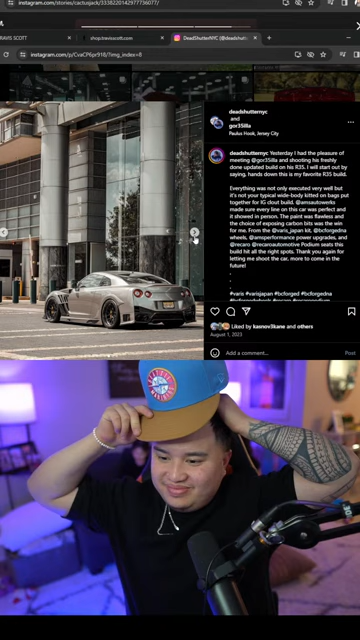 instagram.com/stories/cactusjack/3338220142977736077/
TRAVIS SCOTT
shop.travisscott.com
DeadShutterNYC (@deadshutt
instagram.com/p/CvaCP6pr918/?img_index=8
deadshutternyc
and
gor35illa
Paulus Hook, Jersey City
deadshutternyc Yesterday I had the pleasure of
meeting @gor35illa and shooting his freshly
done updated build on his R35. I will start out by
saying, hands down this is my favorite R35 build.
Everything was not only executed very well but
it's not your typical wide-body kitted on bags put
together for IG clout build. @amsautowerks
made sure every line on this car was perfect and
it showed in person. The paint was flawless and
the choice of exposing carbon bits was the win
for me. From the @varis_japan kit, @bcforgedna
wheels, @amsperformance power upgrades, and
@recaro @recaroautomotive Podium seats this
build hit all the right spots. Thank you again for
letting me shoot the car, more to come in the
future!
.
.
#varis #varisjapan #bcforged #bcforgedna
Liked by kasnov3kane and others
August 1, 2023
Add a comment...